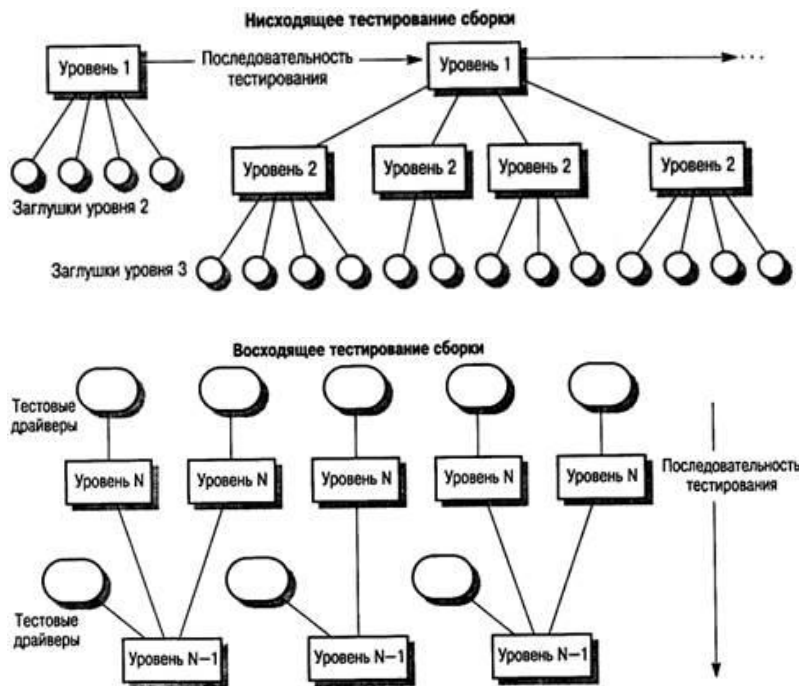 Нисходящее тестирование сборки
Уровень 1
Последовательность
тестирования
Уровень 1
Уровень 2
Уровень 2
Уровень 2
Уровень 2
Заглушки уровня 2
Заглушки уровня 3
Восходящее тестирование сборки
Тестовые
драйверы
Уровень N
Уровень N
Уровень N
Уровень N
Уровень N
Последовательность
тестирования
Тестовые
драйверы
Уровень N–1
Уровень N–1
Уровень N–1